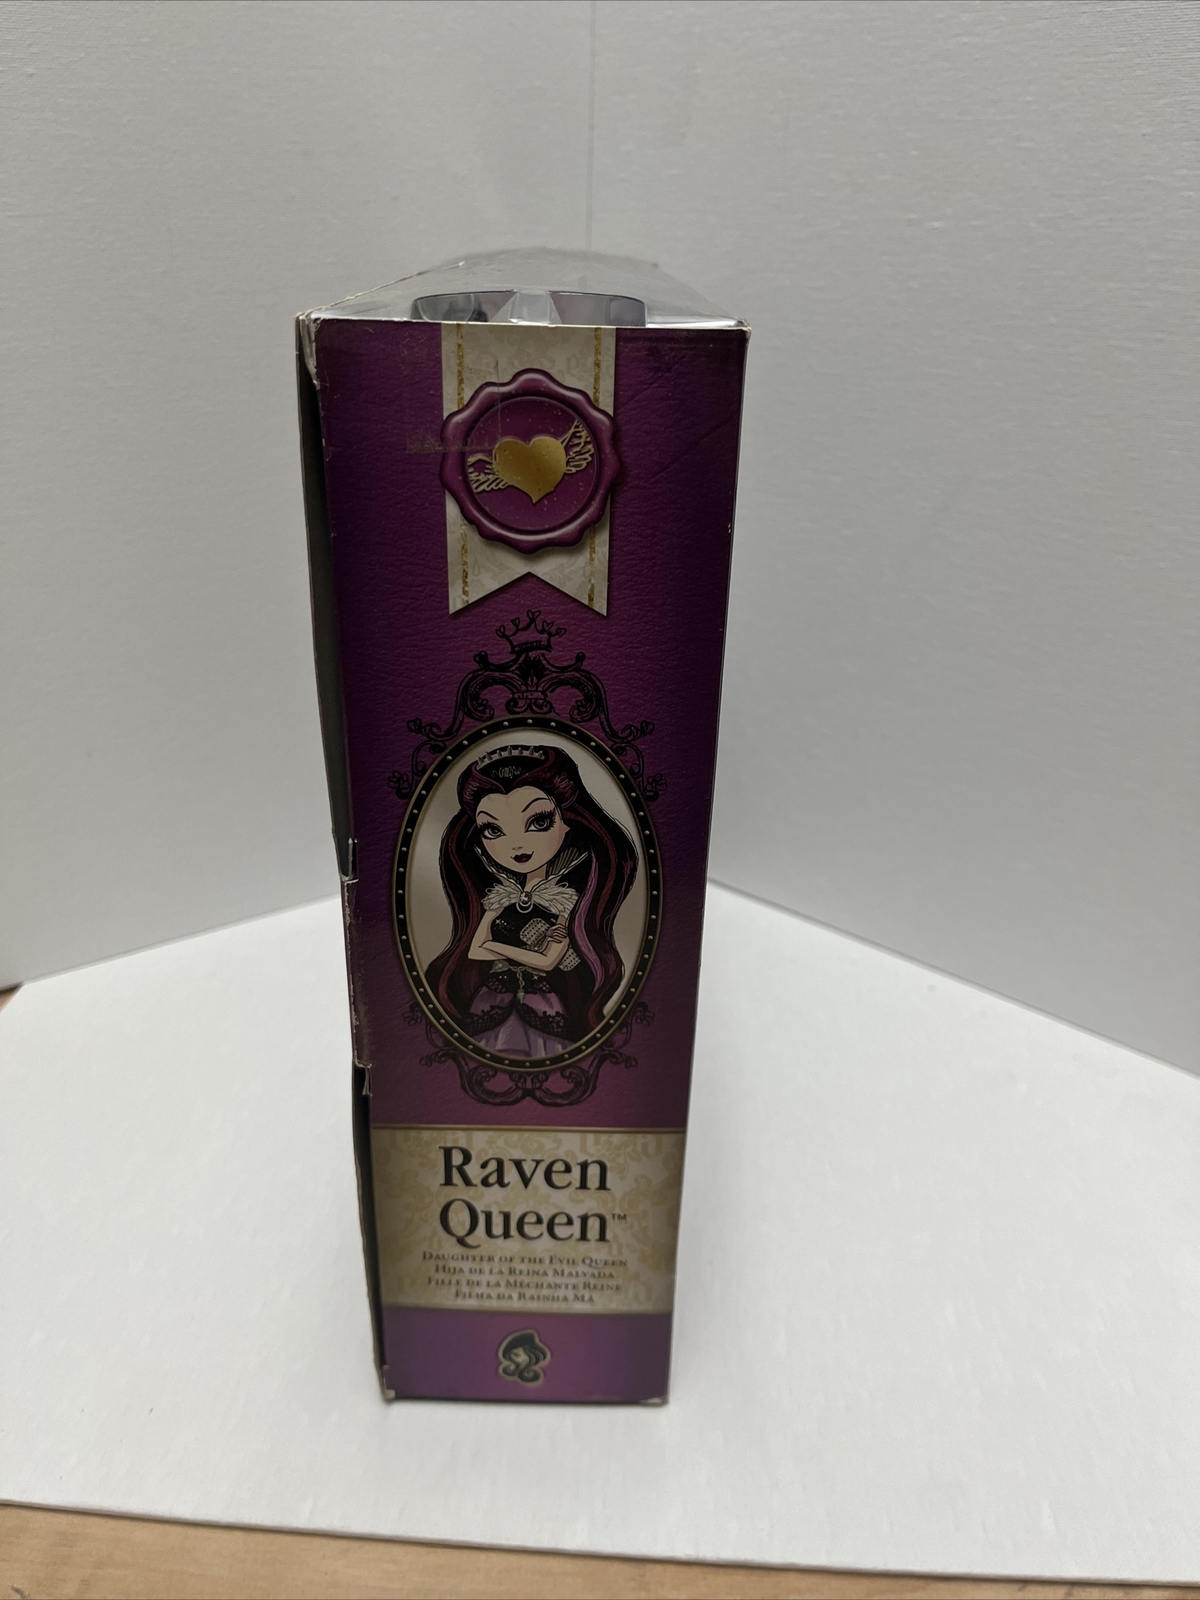 Raven
Queen™
DAUGHTER OF THE EVIL QUEEN
HIJA DE LA REINA MALVADA
FILLE DE LA MÉCHANTE REINE
FILHA DA RAINHA MÁ